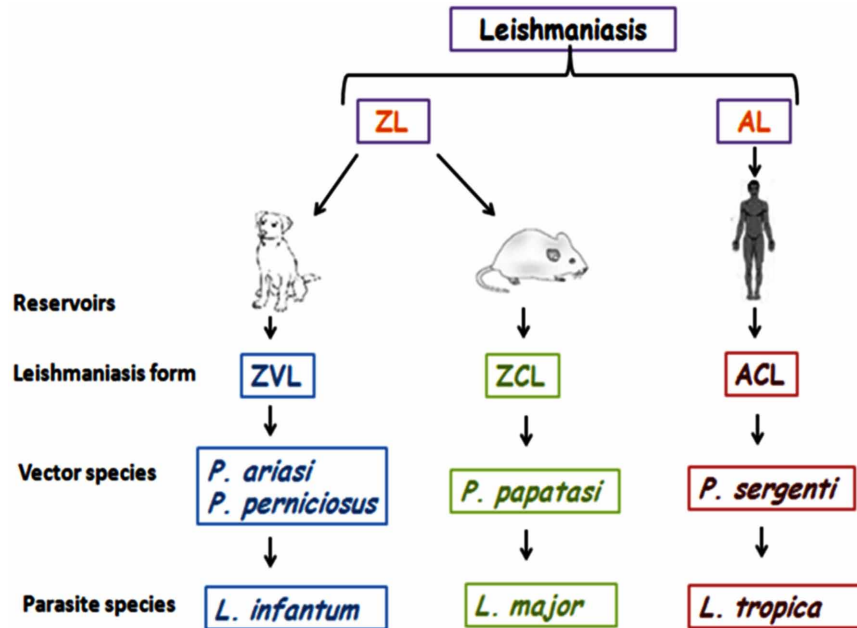 Leishmaniasis
ZL
AL
Reservoirs
Leishmaniasis form
ZVL
ZCL
ACL
Vector species
P. ariasi
P. perniciosus
P. papatasi
P. sergenti
Parasite species
L. infantum
L. major
L. tropica